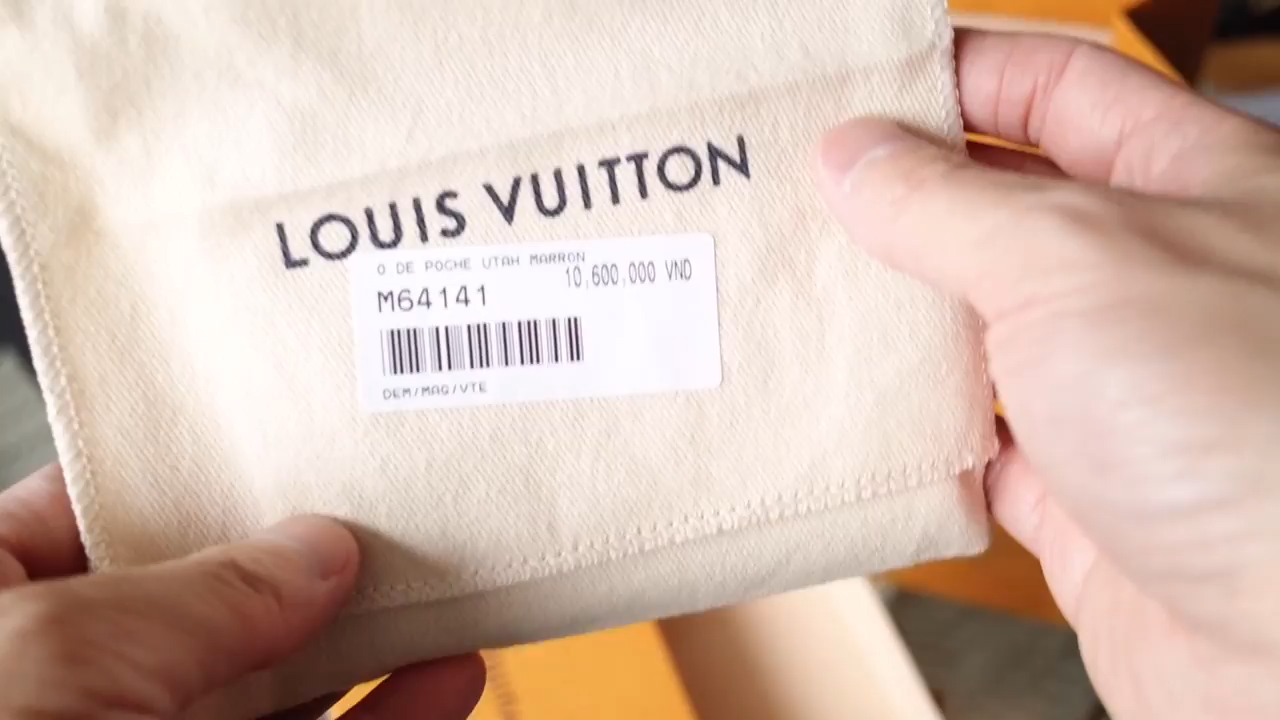 LOUIS VUITTON
O DE POCHE UTAH MARRON
10,600,000 VND
M64141
DEM/MAG/VTE